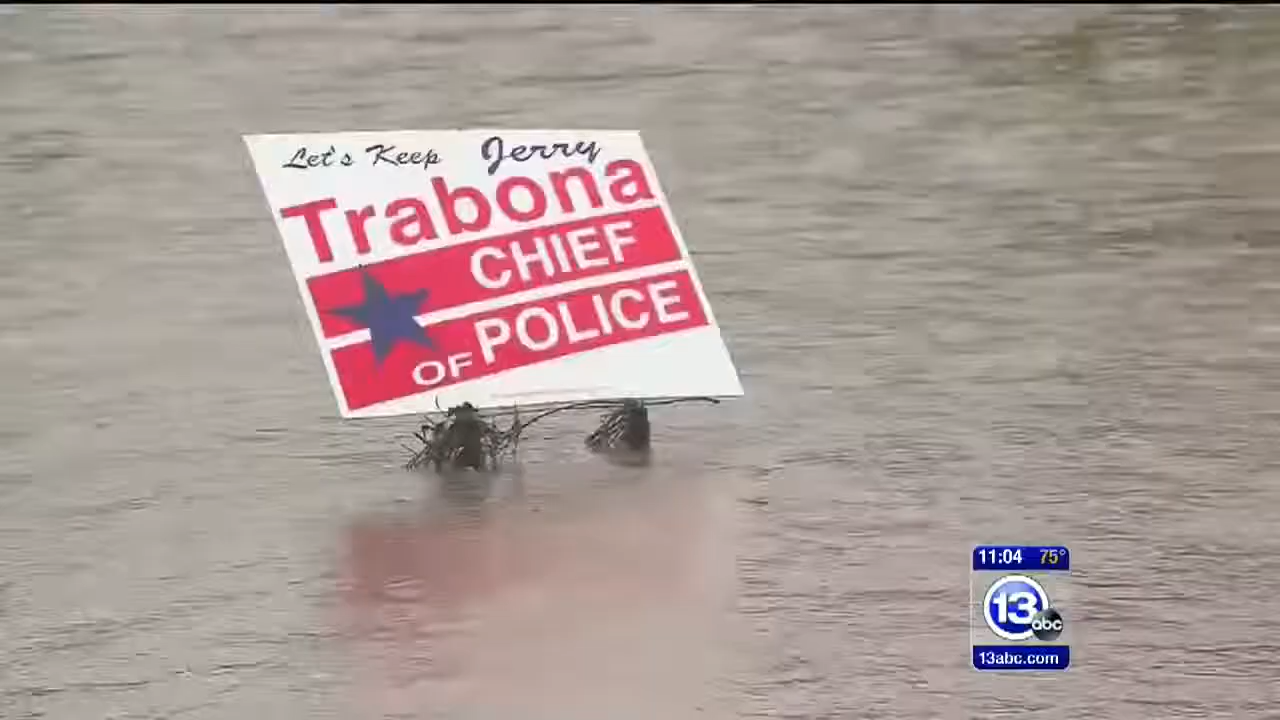 Let's Keep Jerry
Trabona
CHIEF
OF POLICE
11:04 75°
13
abc
13abc.com